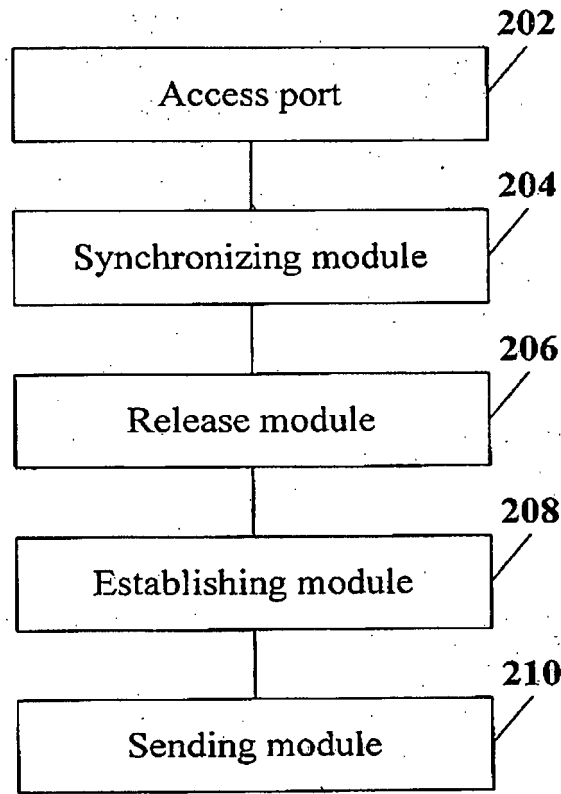 202
Access port
204
Synchronizing module
206
Release module
208
Establishing module
210
Sending module